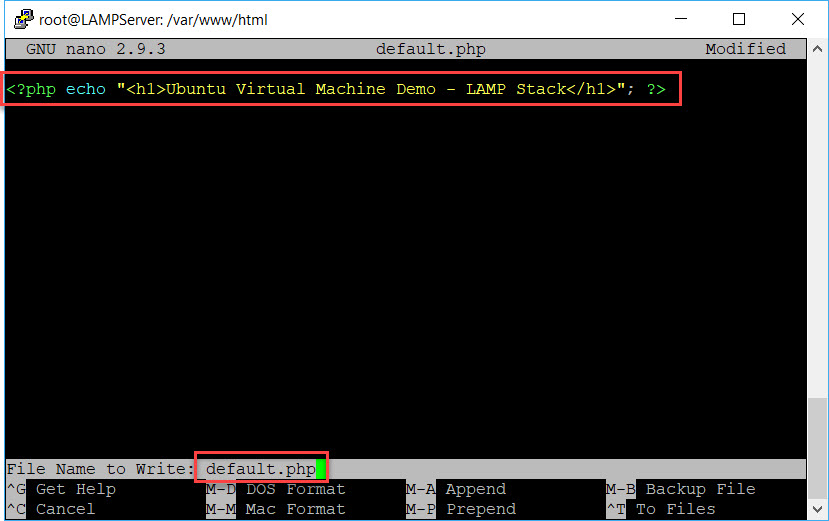 root@LAMPServer: /var/www/html
GNU nano 2.9.3 default.php Modified
<?php echo "<h1>Ubuntu Virtual Machine Demo - LAMP Stack</h1>"; ?>
File Name to Write: default.php
^G Get Help M-D DOS Format M-A Append M-B Backup File
^C Cancel M-M Mac Format M-P Prepend ^T To Files